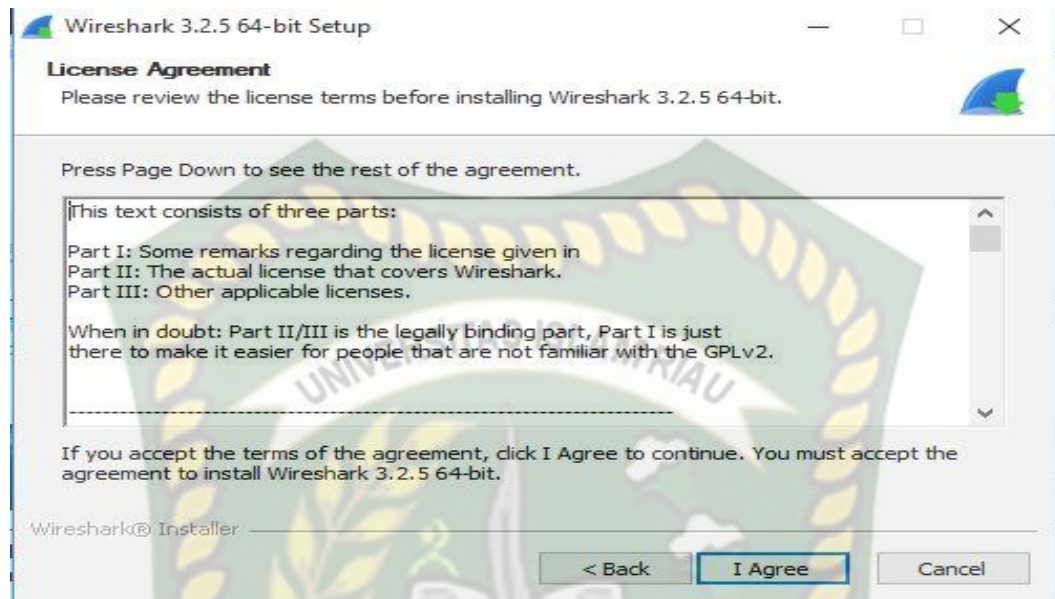 Wireshark 3.2.5 64-bit Setup
License Agreement
Please review the license terms before installing Wireshark 3.2.5 64-bit.
Press Page Down to see the rest of the agreement.
This text consists of three parts:
Part I: Some remarks regarding the license given in
Part II: The actual license that covers Wireshark.
Part III: Other applicable licenses.
When in doubt: Part II/III is the legally binding part, Part I is just
there to make it easier for people that are not familiar with the GPLv2.
------------------------------------------------------------------------
UNIVERSITAS ISLAM RIAU
If you accept the terms of the agreement, click I Agree to continue. You must accept the
agreement to install Wireshark 3.2.5 64-bit.
Wireshark® Installer
< Back I Agree Cancel